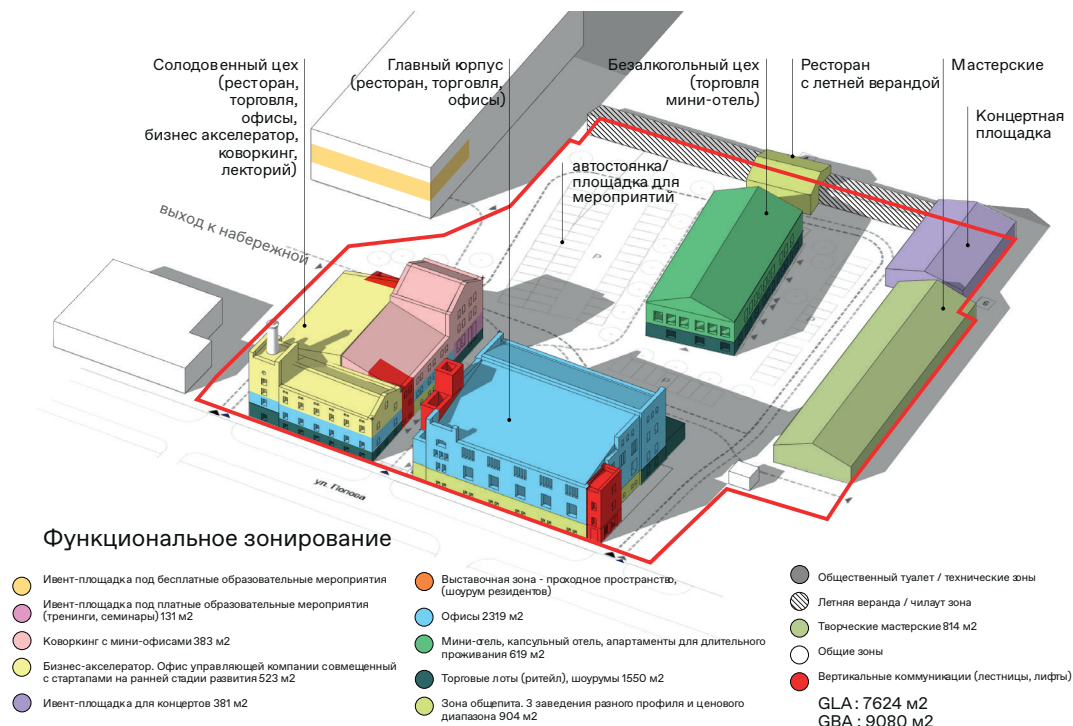 Солодовенный цех
(ресторан,
торговля,
офисы,
бизнес акселератор,
коворкинг,
лекторий)
Главный юрпус
(ресторан, торговля,
офисы)
Безалкогольный цех
(торговля
мини-отель)
Ресторан
с летней верандой
Мастерские
Концертная
площадка
автостоянка/
площадка для
мероприятий
выход к набережной
P
P
6
ул. Попова
Функциональное зонирование
Ивент-площадка под бесплатные образовательные мероприятия
Ивент-площадка под платные образовательные мероприятия
(тренинги, семинары) 131 м2
Коворкинг с мини-офисами 383 м2
Бизнес-акселератор. Офис управляющей компании совмещенный
с стартапами на ранней стадии развития 523 м2
Ивент-площадка для концертов 381 м2
Выставочная зона - проходное пространство,
(шоурум резидентов)
Офисы 2319 м2
Мини-отель, капсульный отель, апартаменты для длительного
проживания 619 м2
Торговые лоты (ритейл), шоурумы 1550 м2
Зона общепита. 3 заведения разного профиля и ценового
диапазона 904 м2
Общественный туалет / технические зоны
Летняя веранда / чилаут зона
Творческие мастерские 814 м2
Общие зоны
Вертикальные коммуникации (лестницы, лифты)
GLA : 7624 м2
GBA : 9080 м2